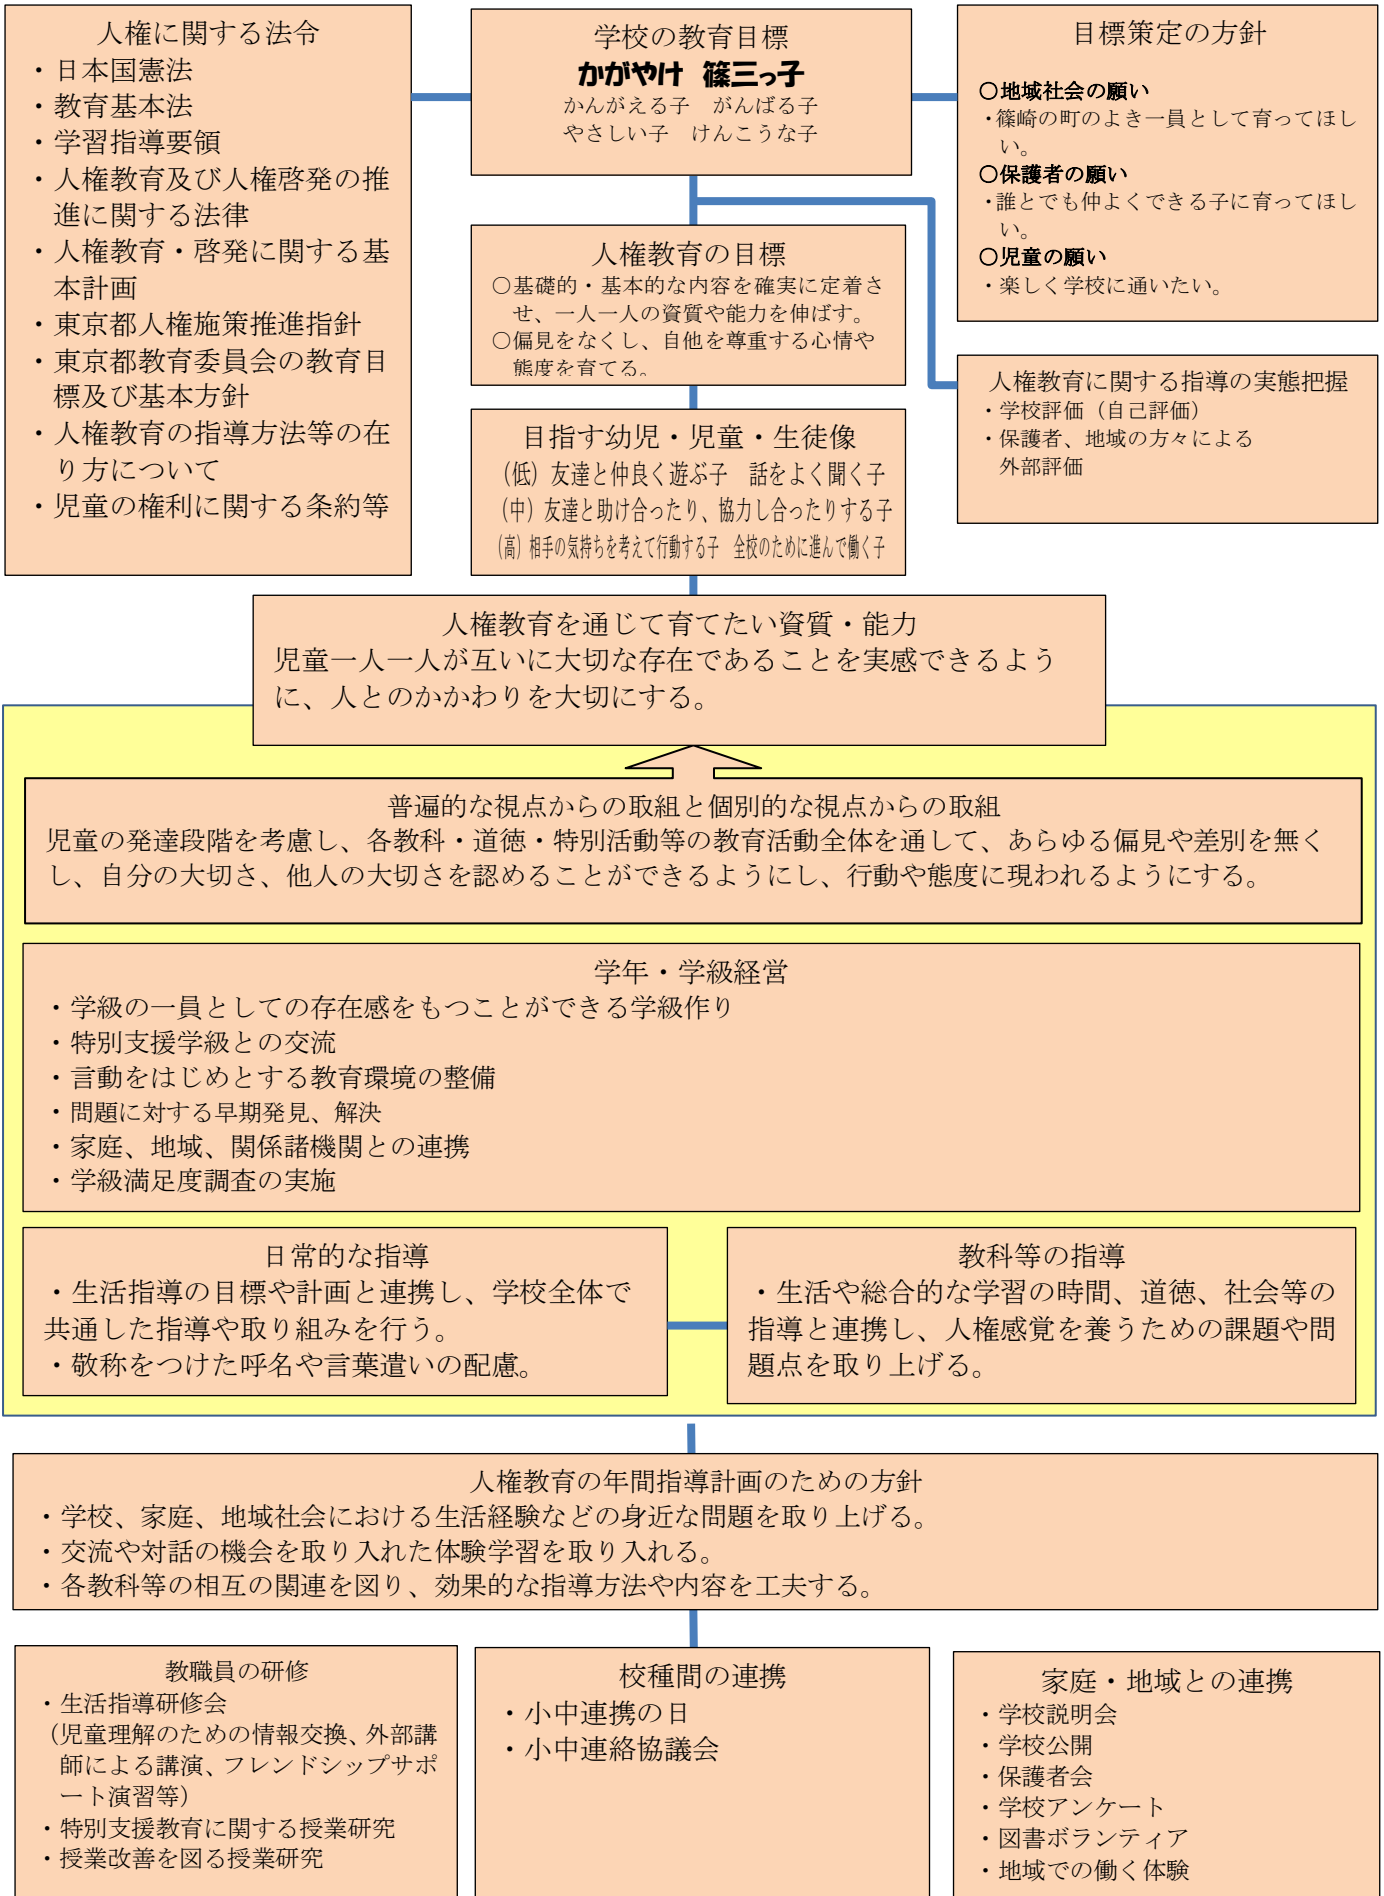 人権に関する法令
・日本国憲法
・教育基本法
・学習指導要領
・人権教育及び人権啓発の推
進に関する法律
・人権教育・啓発に関する基
本計画
・東京都人権施策推進指針
・東京都教育委員会の教育目
標及び基本方針
・人権教育の指導方法等の在
り方について
・児童の権利に関する条約等
学校の教育目標
かがやけ　篠三っ子
かんがえる子　がんばる子
やさしい子　けんこうな子
目標策定の方針
○地域社会の願い
・篠崎の町のよき一員として育ってほし
い。
○保護者の願い
・誰とでも仲よくできる子に育ってほし
い。
○児童の願い
・楽しく学校に通いたい。
人権教育の目標
○基礎的・基本的な内容を確実に定着さ
せ、一人一人の資質や能力を伸ばす。
○偏見をなくし、自他を尊重する心情や
態度を育てる。
人権教育に関する指導の実態把握
・学校評価（自己評価）
・保護者、地域の方々による
外部評価
目指す幼児・児童・生徒像
（低）友達と仲良く遊ぶ子　話をよく聞く子
（中）友達と助け合ったり、協力し合ったりする子
（高）相手の気持ちを考えて行動する子　全校のために進んで働く子
人権教育を通じて育てたい資質・能力
児童一人一人が互いに大切な存在であることを実感できるよう
に、人とのかかわりを大切にする。
普遍的な視点からの取組と個別的な視点からの取組
児童の発達段階を考慮し、各教科・道徳・特別活動等の教育活動全体を通して、あらゆる偏見や差別を無く
し、自分の大切さ、他人の大切さを認めることができるようにし、行動や態度に現われるようにする。
学年・学級経営
・学級の一員としての存在感をもつことができる学級作り
・特別支援学級との交流
・言動をはじめとする教育環境の整備
・問題に対する早期発見、解決
・家庭、地域、関係諸機関との連携
・学級満足度調査の実施
日常的な指導
・生活指導の目標や計画と連携し、学校全体で
共通した指導や取り組みを行う。
・敬称をつけた呼名や言葉遣いの配慮。
教科等の指導
・生活や総合的な学習の時間、道徳、社会等の
指導と連携し、人権感覚を養うための課題や問
題点を取り上げる。
人権教育の年間指導計画のための方針
・学校、家庭、地域社会における生活経験などの身近な問題を取り上げる。
・交流や対話の機会を取り入れた体験学習を取り入れる。
・各教科等の相互の関連を図り、効果的な指導方法や内容を工夫する。
教職員の研修
・生活指導研修会
（児童理解のための情報交換、外部講
師による講演、フレンドシップサポ
ート演習等）
・特別支援教育に関する授業研究
・授業改善を図る授業研究
校種間の連携
・小中連携の日
・小中連絡協議会
家庭・地域との連携
・学校説明会
・学校公開
・保護者会
・学校アンケート
・図書ボランティア
・地域での働く体験